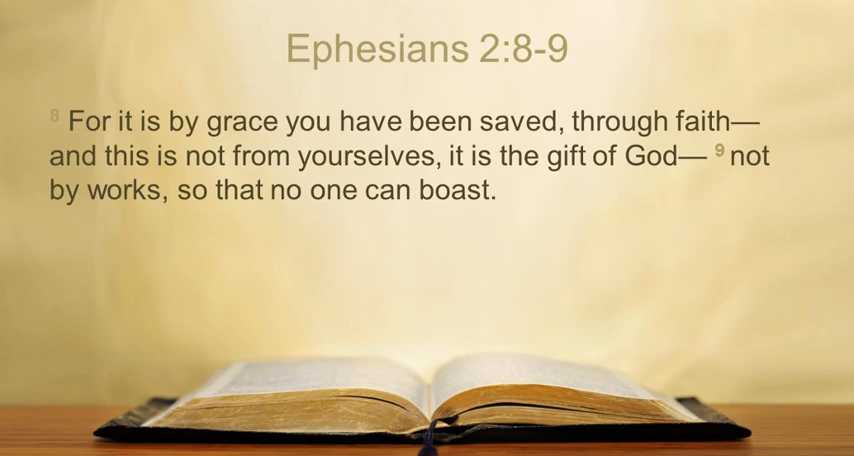 Ephesians 2:8-9
8 For it is by grace you have been saved, through faith—
and this is not from yourselves, it is the gift of God— 9 not
by works, so that no one can boast.